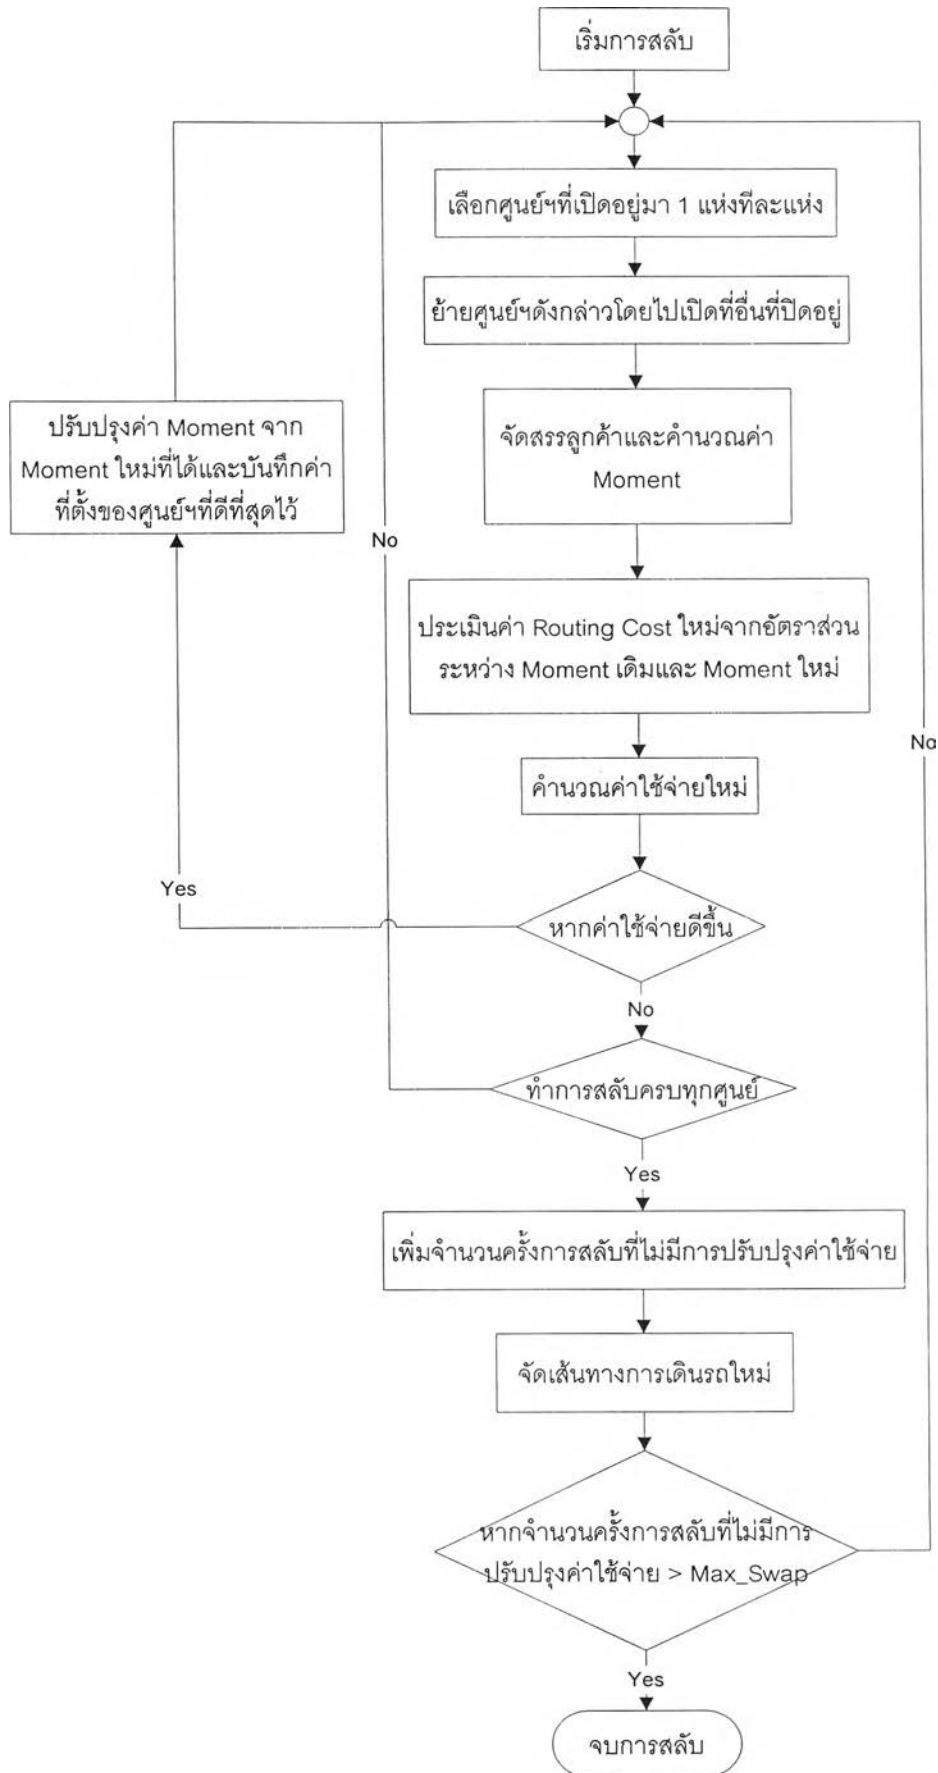 เริ่มการสลับ
เลือกศูนย์ฯที่เปิดอยู่มา 1 แห่งทีละแห่ง
ย้ายศูนย์ฯดังกล่าวโดยไปเปิดที่อื่นที่ปิดอยู่
ปรับปรุงค่า Moment จาก
Moment ใหม่ที่ได้และบันทึกค่า
ที่ตั้งของศูนย์ฯที่ดีที่สุดไว้
จัดสรรลูกค้าและคำนวณค่า
Moment
No
ประเมินค่า Routing Cost ใหม่จากอัตราส่วน
ระหว่าง Moment เดิมและ Moment ใหม่
No
คำนวณค่าใช้จ่ายใหม่
Yes
หากค่าใช้จ่ายดีขึ้น
No
ทำการสลับครบทุกศูนย์
Yes
เพิ่มจำนวนครั้งการสลับที่ไม่มีการปรับปรุงค่าใช้จ่าย
จัดเส้นทางการเดินรถใหม่
หากจำนวนครั้งการสลับที่ไม่มีการ
ปรับปรุงค่าใช้จ่าย > Max_Swap
Yes
จบการสลับ